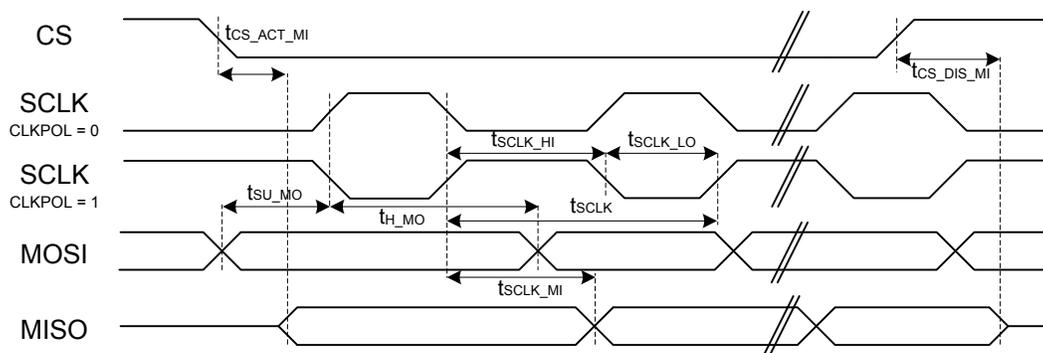 CS
tCS_ACT_MI
tCS_DIS_MI
SCLK
CLKPOL = 0
tSCLK_HI
tSCLK_LO
SCLK
CLKPOL = 1
tSU_MO
tH_MO
tSCLK
MOSI
tSCLK_MI
MISO